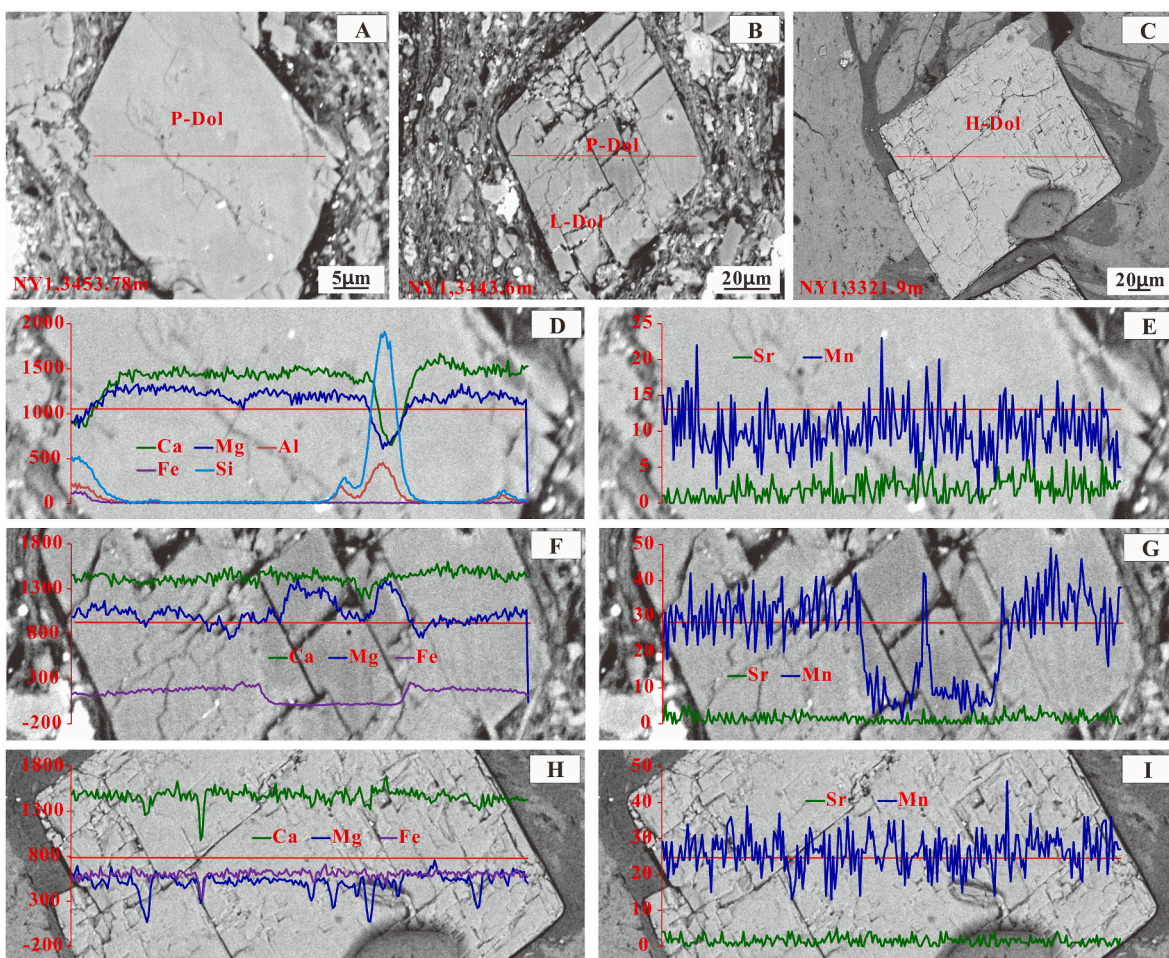 A
P-Dol
NY1,3453.78m
5μm
B
P-Dol
L-Dol
NY1,3443.6m
20μm
C
H-Dol
NY1,3321.9m
20μm
D
2000
1500
1000
500
0
Ca Mg Al
Fe Si
E
25
20
15
10
5
0
Sr Mn
F
1800
1300
800
300
-200
Ca Mg Fe
G
50
40
30
20
10
0
Sr Mn
H
1800
1300
800
300
-200
Ca Mg Fe
I
50
40
30
20
10
0
Sr Mn